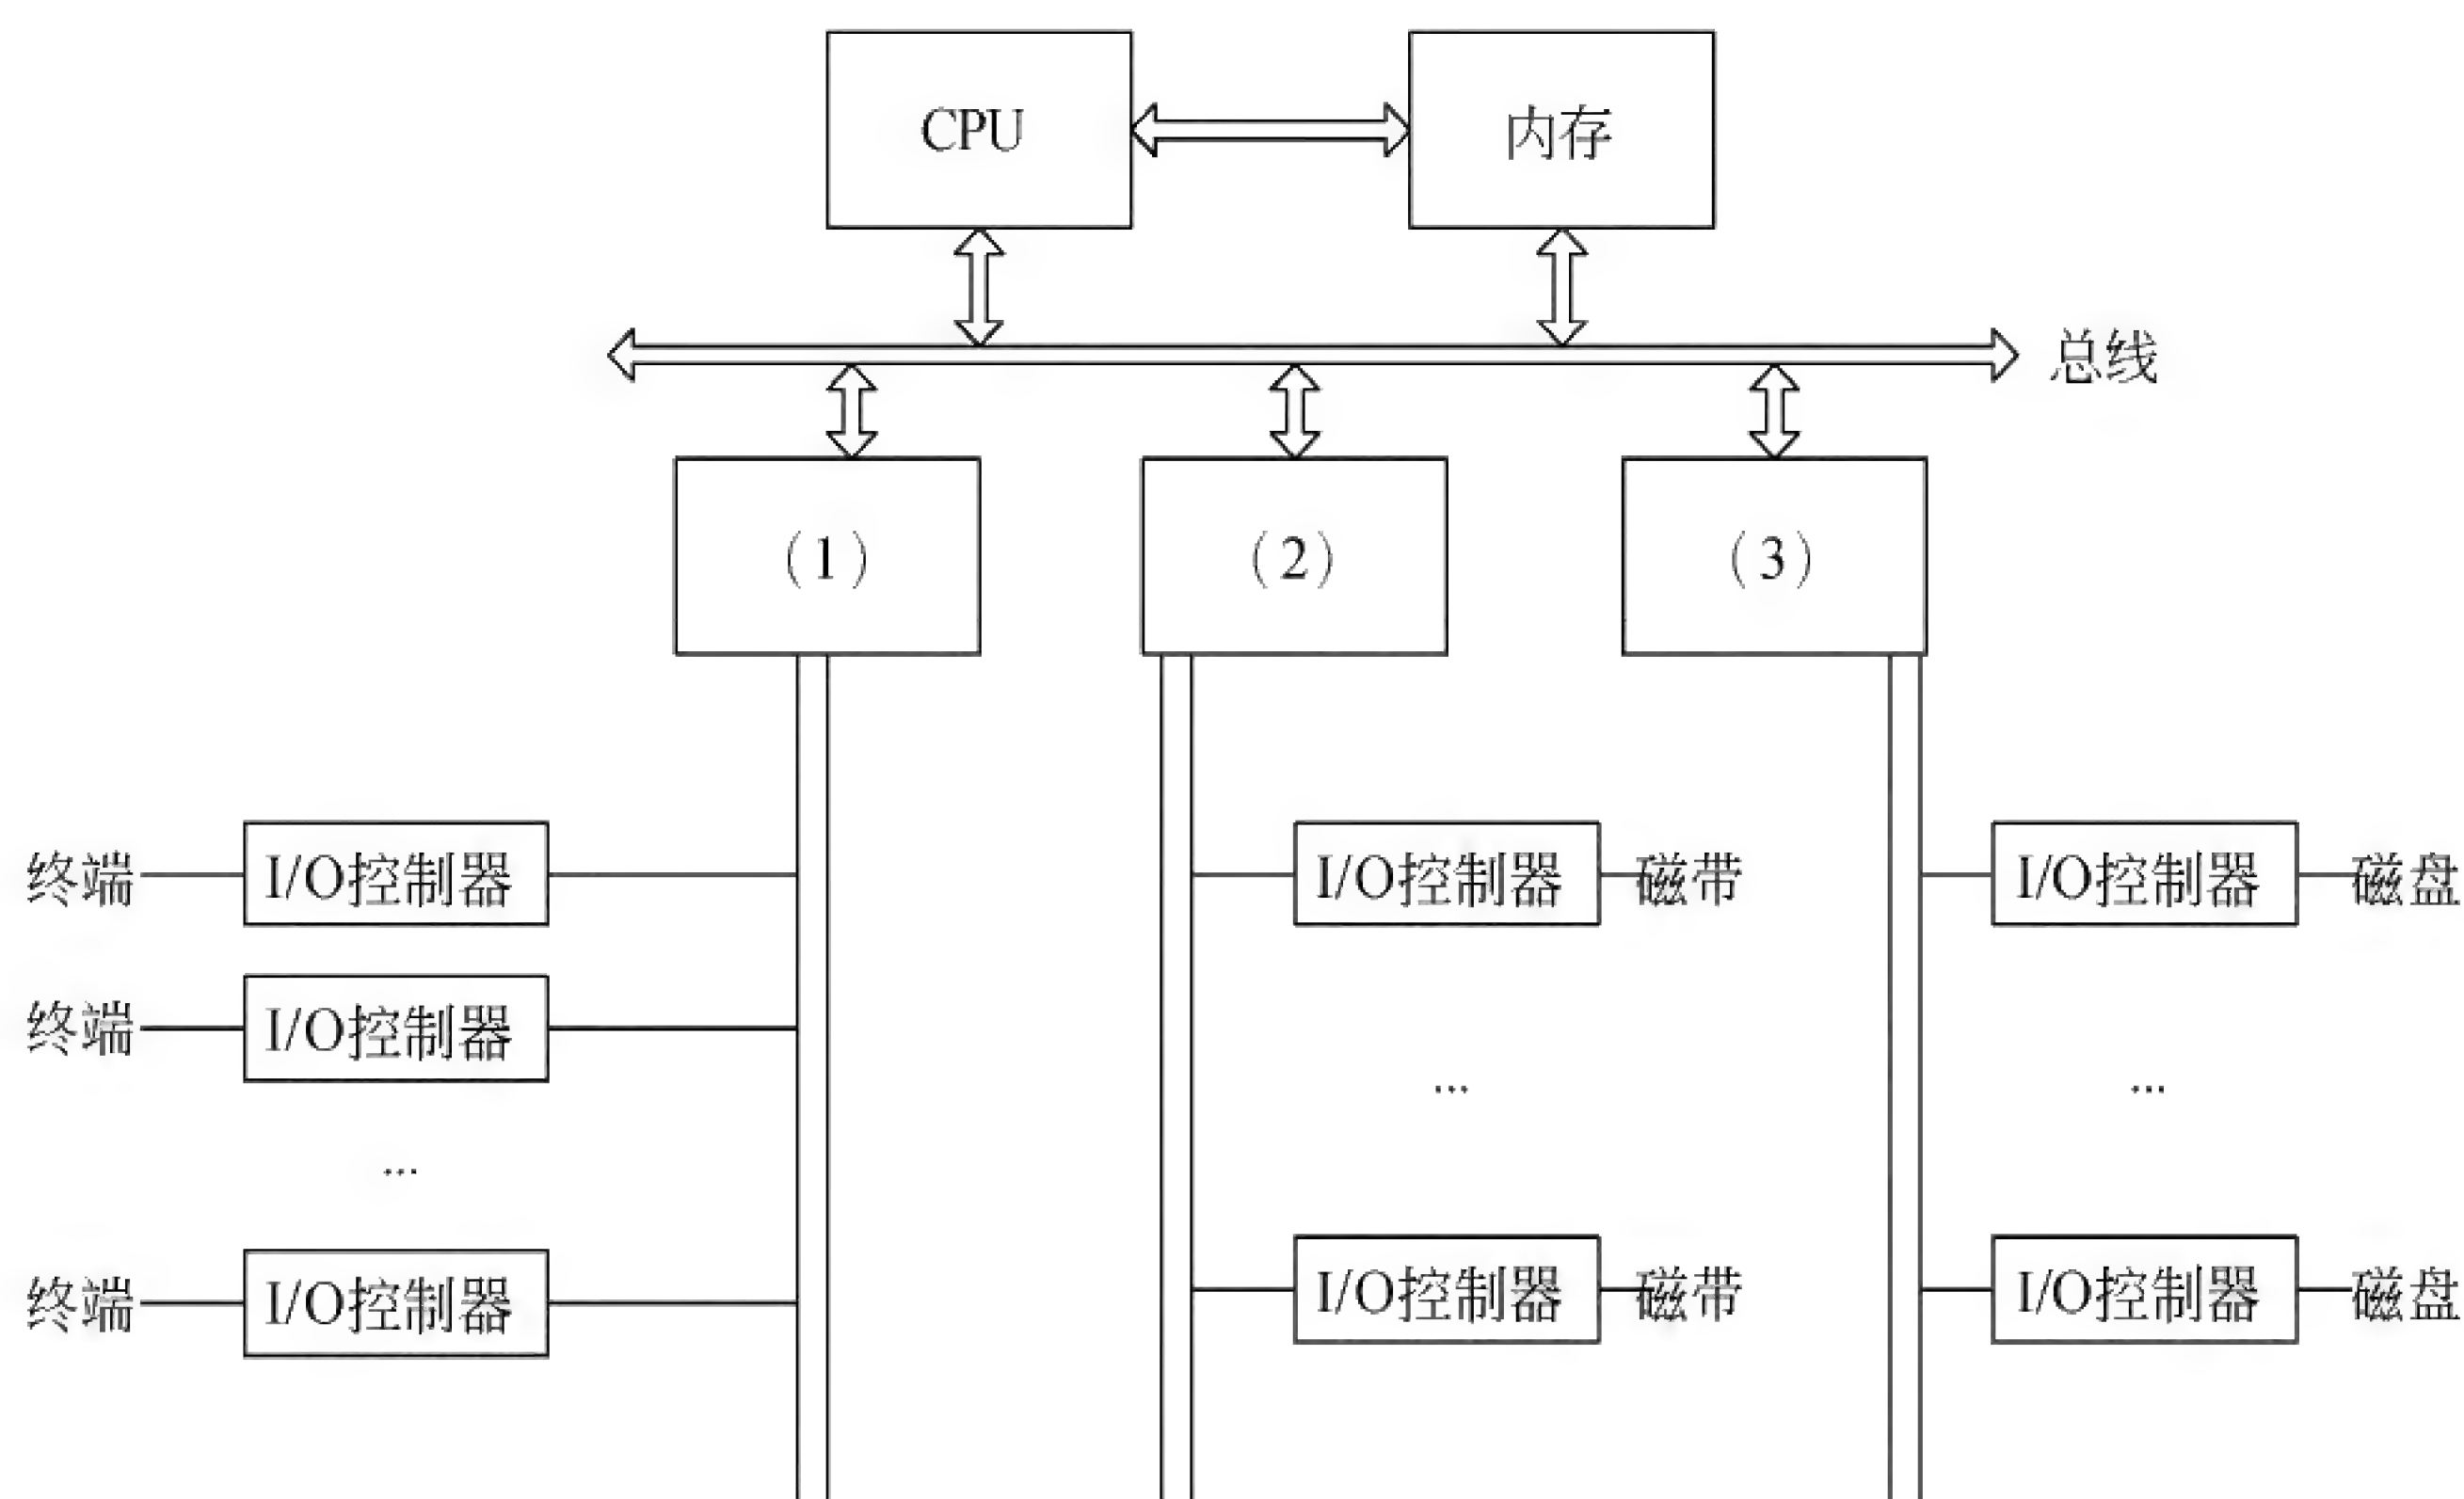 CPU
内存
总线
(1)
(2)
(3)
终端
I/O控制器
I/O控制器
磁带
I/O控制器
磁盘
终端
I/O控制器
...
...
...
终端
I/O控制器
I/O控制器
磁带
I/O控制器
磁盘